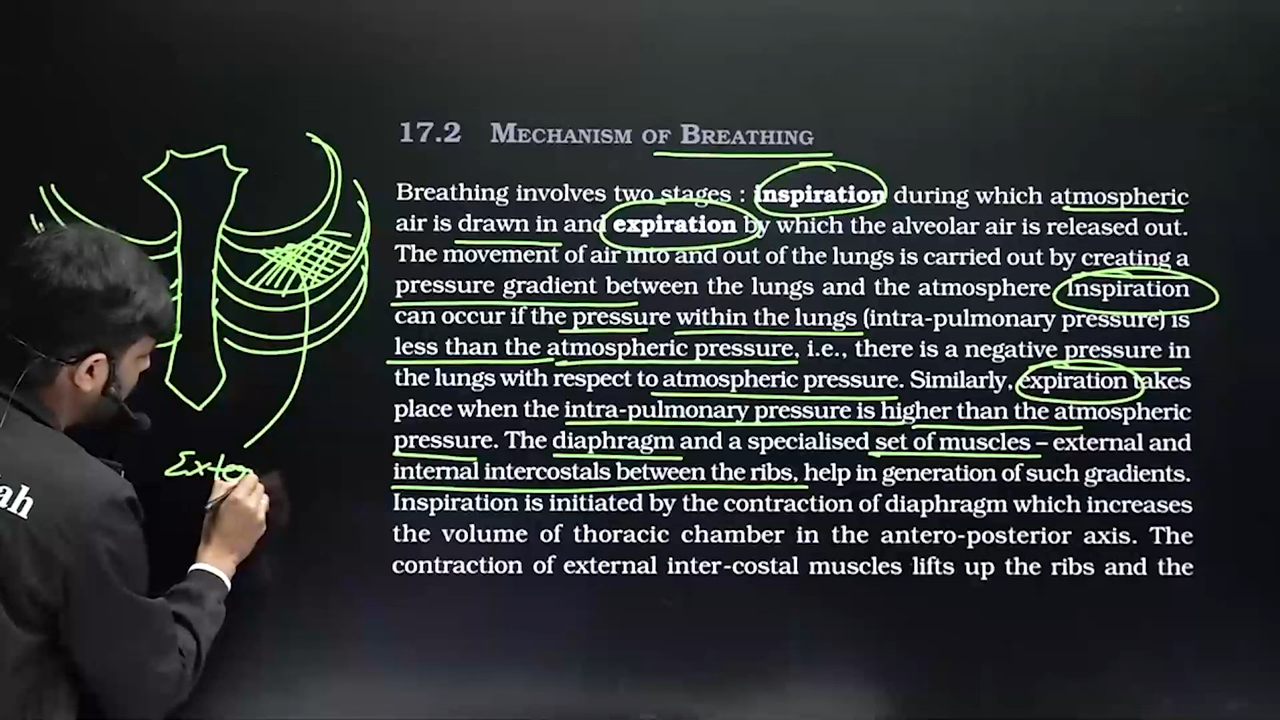 17.2 MECHANISM OF BREATHING
Breathing involves two stages : inspiration during which atmospheric
air is drawn in and expiration by which the alveolar air is released out.
The movement of air into and out of the lungs is carried out by creating a
pressure gradient between the lungs and the atmosphere. Inspiration
can occur if the pressure within the lungs (intra-pulmonary pressure) is
less than the atmospheric pressure, i.e., there is a negative pressure in
the lungs with respect to atmospheric pressure. Similarly, expiration takes
place when the intra-pulmonary pressure is higher than the atmospheric
pressure. The diaphragm and a specialised set of muscles – external and
internal intercostals between the ribs, help in generation of such gradients.
Inspiration is initiated by the contraction of diaphragm which increases
the volume of thoracic chamber in the antero-posterior axis. The
contraction of external inter-costal muscles lifts up the ribs and the
Exte
ah